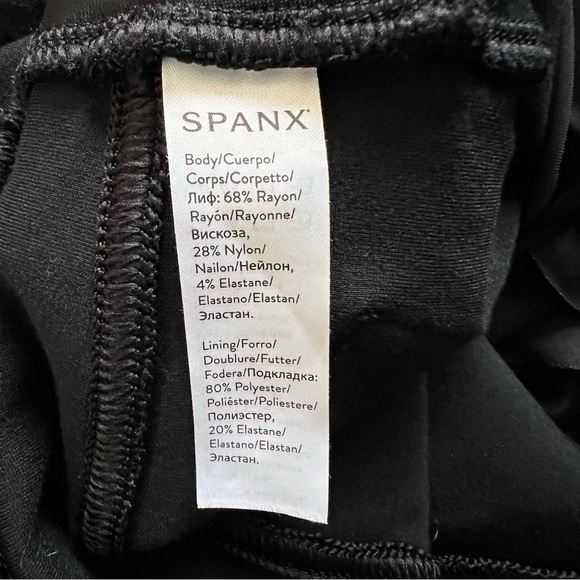 SPANX
Body/Cuerpo/
Corps/Corpetto/
Лиф: 68% Rayon/
Rayón/Rayonne/
Вискоза,
28% Nylon/
Nailon/Нейлон,
4% Elastane/
Elastano/Elastan/
Эластан.
Lining/Forro/
Doublure/Futter/
Fodera/Подкладка:
80% Polyester/
Poliéster/Poliestere/
Полиэстер,
20% Elastane/
Elastano/Elastan/
Эластан.